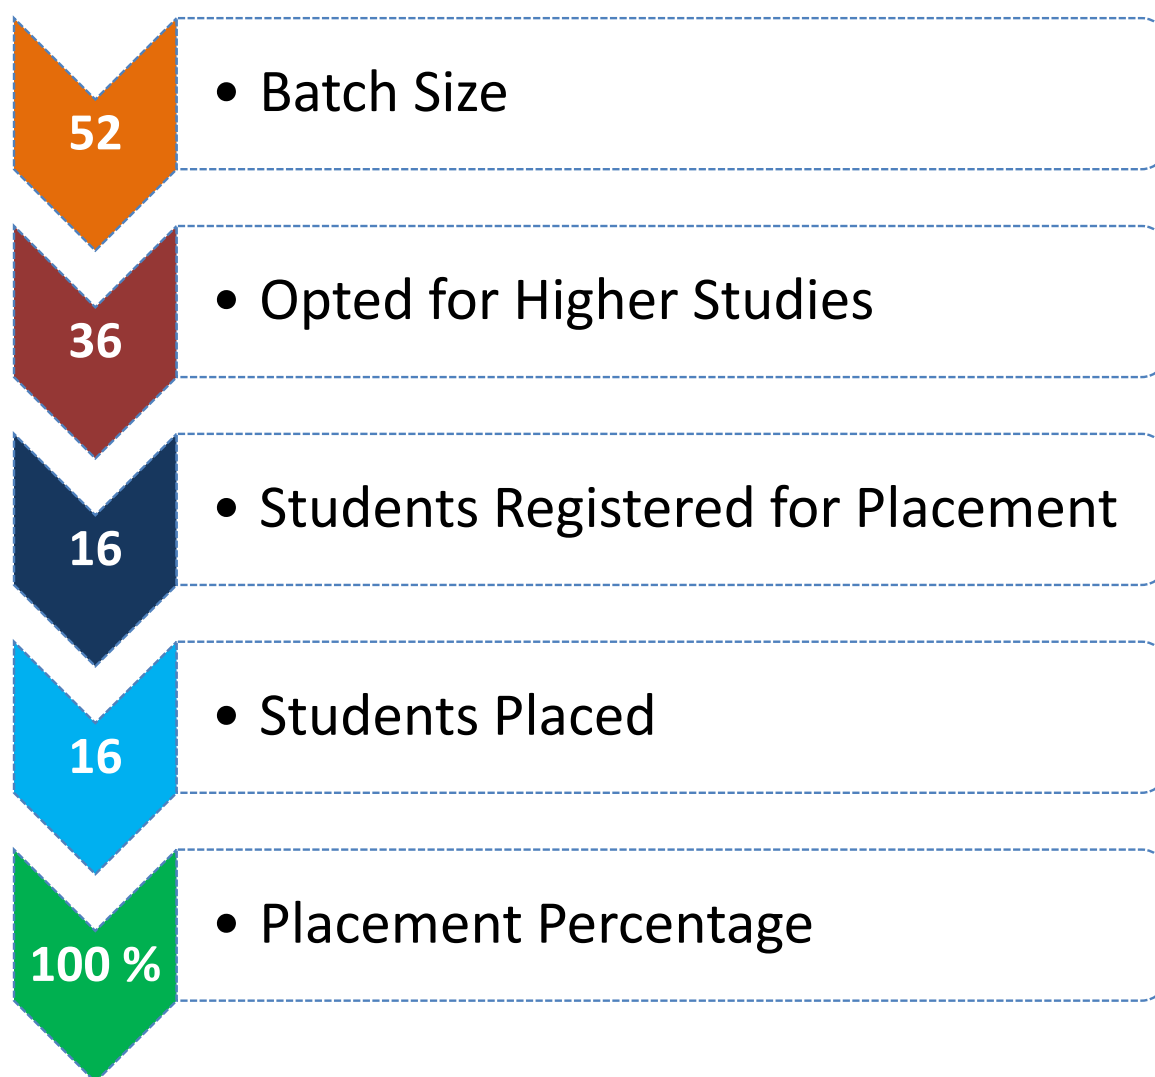 52
• Batch Size
36
• Opted for Higher Studies
16
• Students Registered for Placement
16
• Students Placed
100 %
• Placement Percentage